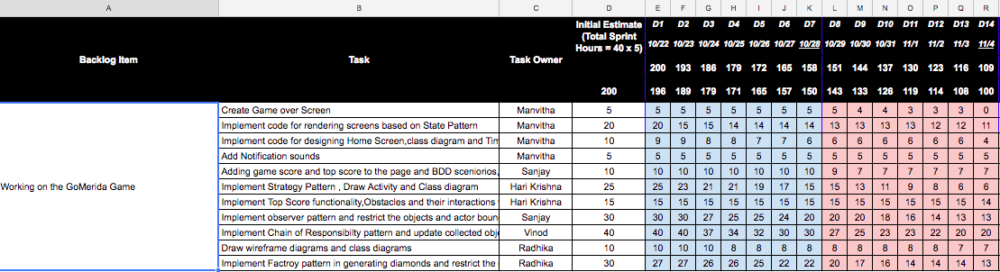 A B C D E F G H I J K L M N O P Q R
Backlog Item Task Task Owner Initial Estimate (Total Sprint Hours = 40 x 5) D1 D2 D3 D4 D5 D6 D7 D8 D9 D10 D11 D12 D13 D14
10/22 10/23 10/24 10/25 10/26 10/27 10/28 10/29 10/30 10/31 11/1 11/2 11/3 11/4
200 193 186 179 172 165 158 151 144 137 130 123 116 109
200 196 189 179 171 165 157 150 143 133 126 119 114 108 100
Create Game over Screen Manvitha 5 5 5 5 5 5 5 5 5 4 4 3 3 3 0
Implement code for rendering screens based on State Pattern Manvitha 20 20 15 15 14 14 14 14 13 13 13 13 12 12 11
Implement code for designing Home Screen,class diagram and Tim Manvitha 10 9 9 8 8 7 7 6 6 6 6 6 6 6 4
Add Notification sounds Manvitha 5 5 5 5 5 5 5 5 5 5 5 5 5 5 5
Adding game score and top score to the page and BDD sceniorios, Sanjay 10 10 10 10 10 10 10 10 9 7 7 7 7 7 7
Working on the GoMerida Game Implement Strategy Pattern , Draw Activity and Class diagram Hari Krishna 25 25 23 21 21 19 17 15 15 13 11 9 8 6 6
Implement Top Score functionality,Obstacles and their interactions Hari Krishna 15 15 15 15 15 15 15 15 15 15 15 15 15 15 14
Implement observer pattern and restrict the objects and actor boun Sanjay 30 30 30 27 25 25 24 20 20 20 18 16 14 13 13
Implement Chain of Responsibilty pattern and update collected obj Vinod 40 40 40 37 34 32 30 30 27 25 23 23 22 20 20
Draw wireframe diagrams and class diagrams Radhika 10 10 10 10 8 8 8 8 8 8 8 8 8 7 7
Implement Factroy pattern in generating diamonds and restrict the Radhika 30 27 27 26 26 25 22 22 20 17 16 14 14 14 13